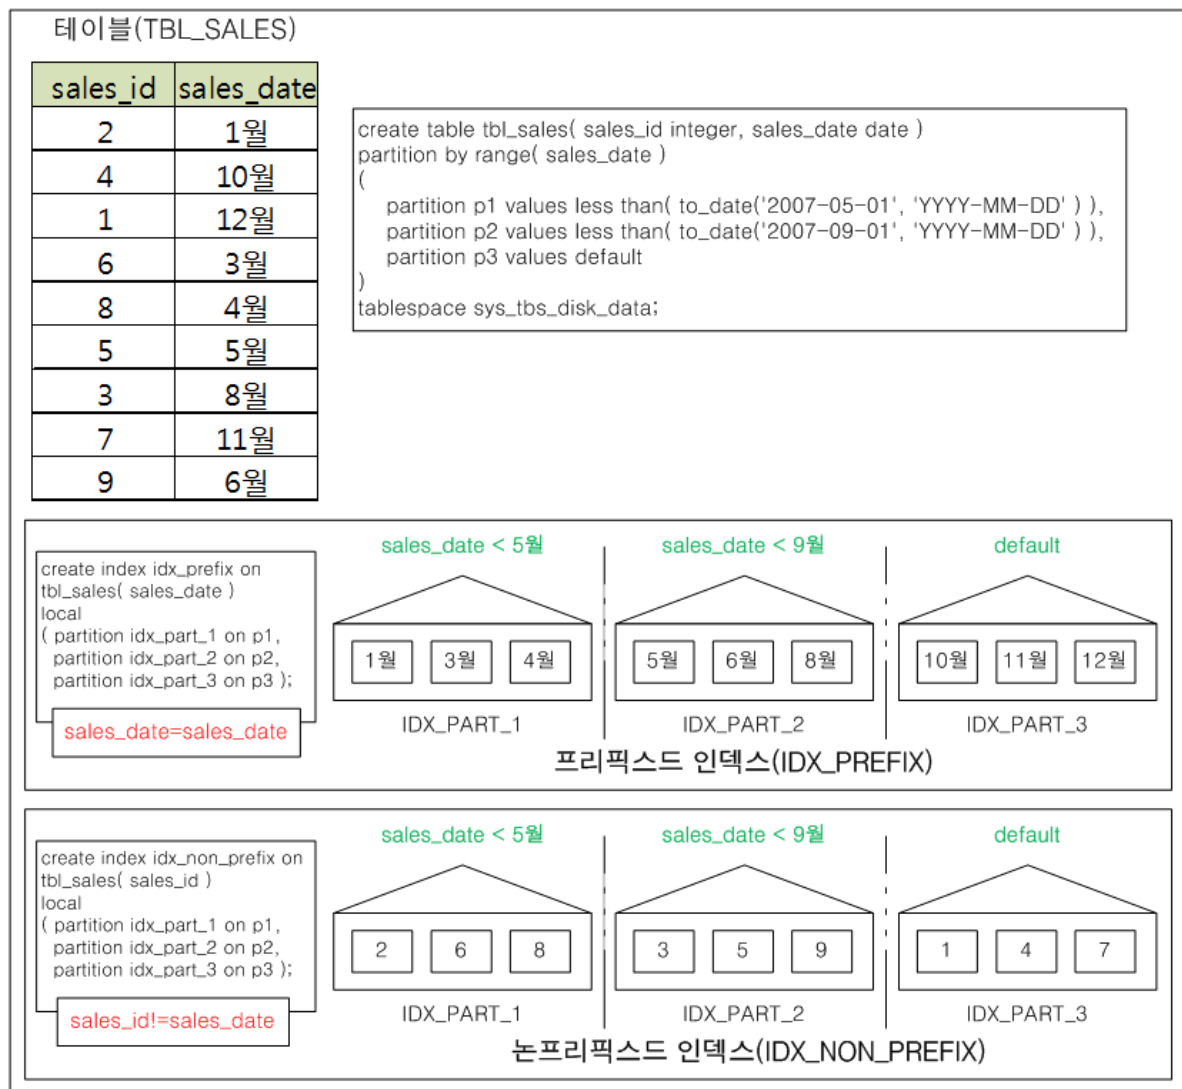 테이블(TBL_SALES)
sales_id sales_date
2 1월
4 10월
1 12월
6 3월
8 4월
5 5월
3 8월
7 11월
9 6월
create table tbl_sales( sales_id integer, sales_date date )
partition by range( sales_date )
(
partition p1 values less than( to_date('2007-05-01', 'YYYY-MM-DD' ) ),
partition p2 values less than( to_date('2007-09-01', 'YYYY-MM-DD' ) ),
partition p3 values default
)
tablespace sys_tbs_disk_data;
create index idx_prefix on
tbl_sales( sales_date )
local
( partition idx_part_1 on p1,
partition idx_part_2 on p2,
partition idx_part_3 on p3 );
sales_date=sales_date
sales_date < 5월 sales_date < 9월 default
1월 3월 4월 5월 6월 8월 10월 11월 12월
IDX_PART_1 IDX_PART_2 IDX_PART_3
프리픽스드 인덱스(IDX_PREFIX)
create index idx_non_prefix on
tbl_sales( sales_id )
local
( partition idx_part_1 on p1,
partition idx_part_2 on p2,
partition idx_part_3 on p3 );
sales_id!=sales_date
sales_date < 5월 sales_date < 9월 default
2 6 8 3 5 9 1 4 7
IDX_PART_1 IDX_PART_2 IDX_PART_3
논프리픽스드 인덱스(IDX_NON_PREFIX)